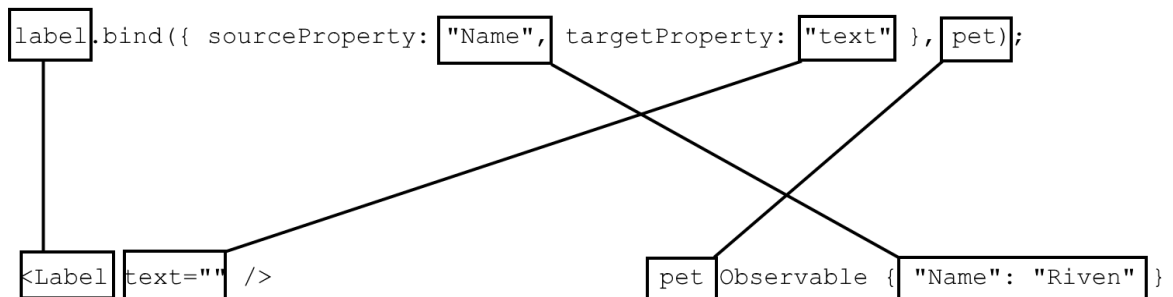 label.bind({ sourceProperty: "Name", targetProperty: "text" }, pet);
<Label text="" />
pet Observable { "Name": "Riven" }